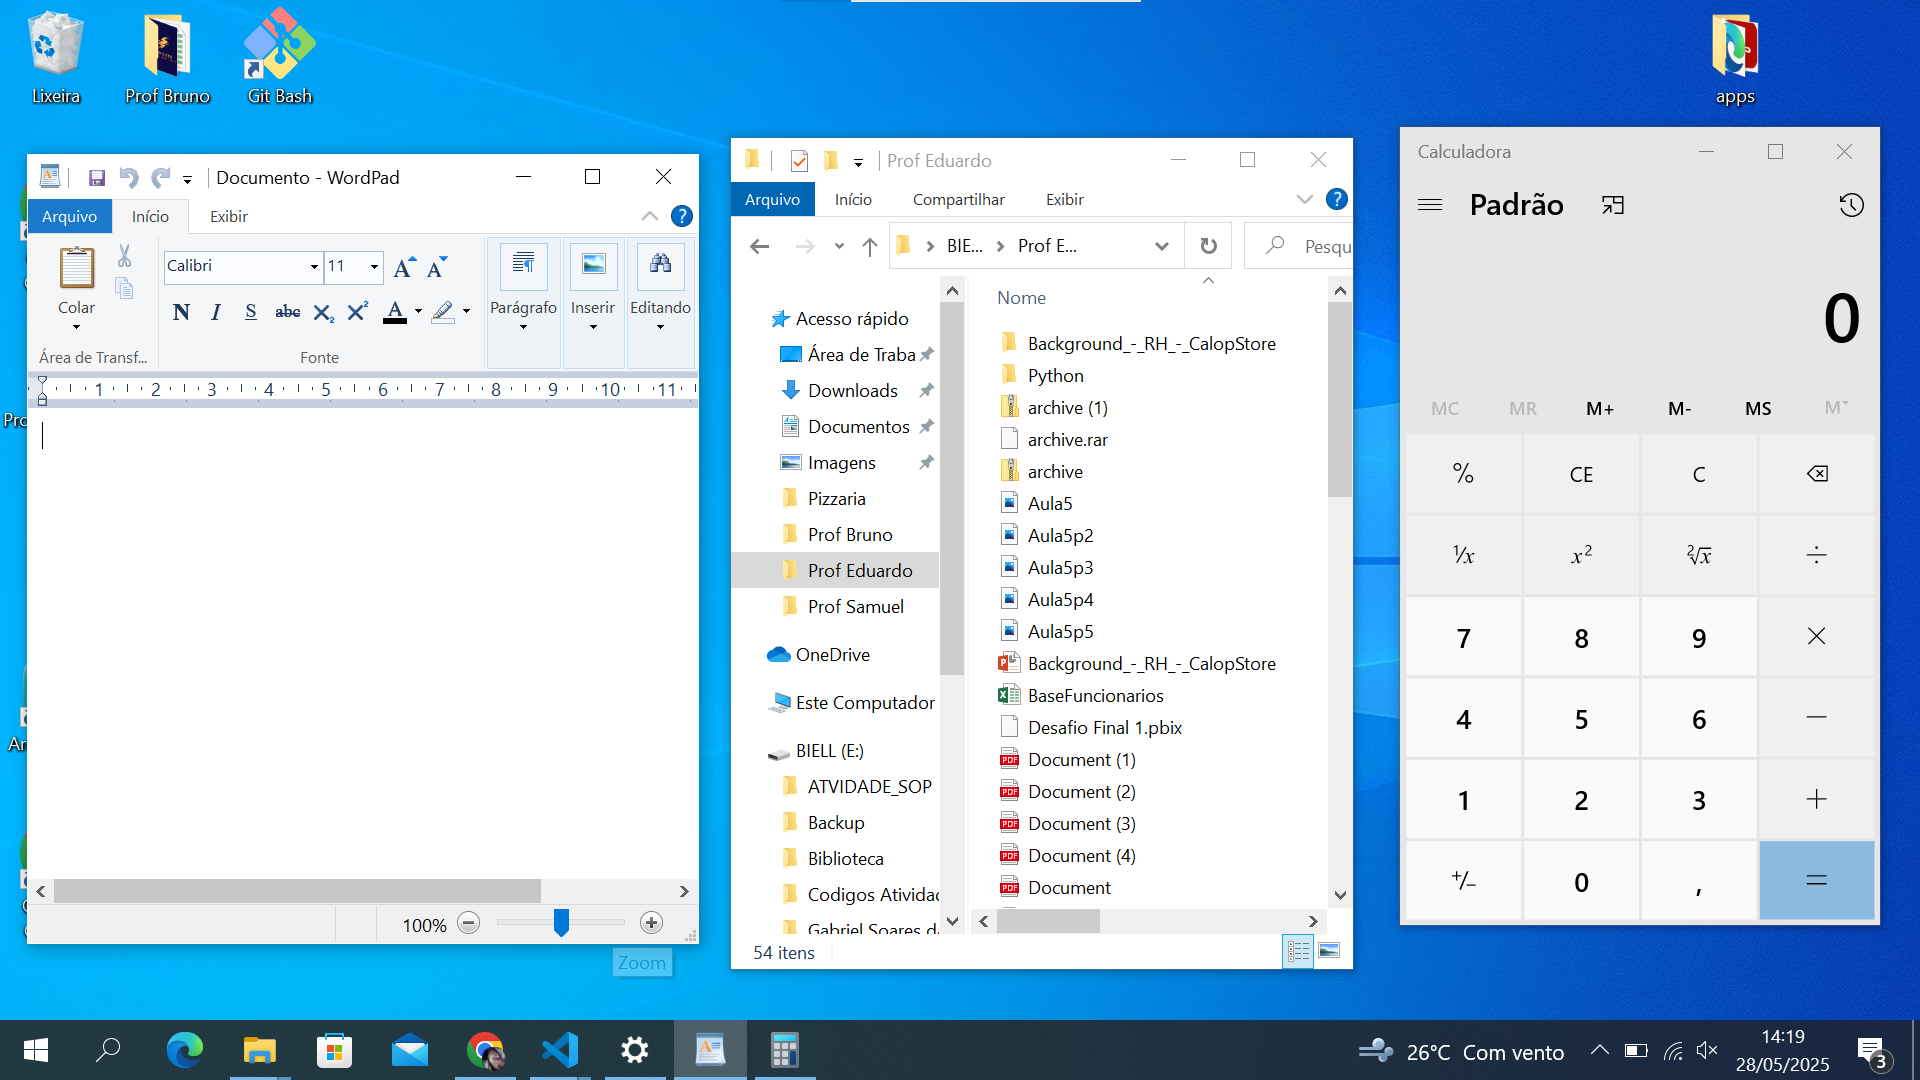 Lixeira
Prof Bruno
Git Bash
apps
Documento - WordPad
Arquivo
Início
Exibir
Colar
Área de Transf...
Calibri
11
N I S abc X₂ X²
Fonte
Parágrafo
Inserir
Editando
1 2 3 4 5 6 7 8 9 10 11
100%
Zoom
Prof Eduardo
Arquivo
Início
Compartilhar
Exibir
BIE...
Prof E...
Pesqu
Acesso rápido
Área de Traba
Downloads
Documentos
Imagens
Pizzaria
Prof Bruno
Prof Eduardo
Prof Samuel
OneDrive
Este Computador
BIELL (E:)
ATVIDADE_SOP
Backup
Biblioteca
Codigos Atividad
Gabriel Soares d
Nome
Background_-_RH_-_CalopStore
Python
archive (1)
archive.rar
archive
Aula5
Aula5p2
Aula5p3
Aula5p4
Aula5p5
Background_-_RH_-_CalopStore
BaseFuncionarios
Desafio Final 1.pbix
Document (1)
Document (2)
Document (3)
Document (4)
Document
54 itens
Calculadora
Padrão
0
MC MR M+ M- MS M˅
% CE C
¹/x x² ²√x ÷
7 8 9 ×
4 5 6 −
1 2 3 +
+/− 0 , =
Pro
Ar
26°C Com vento
14:19
28/05/2025
3